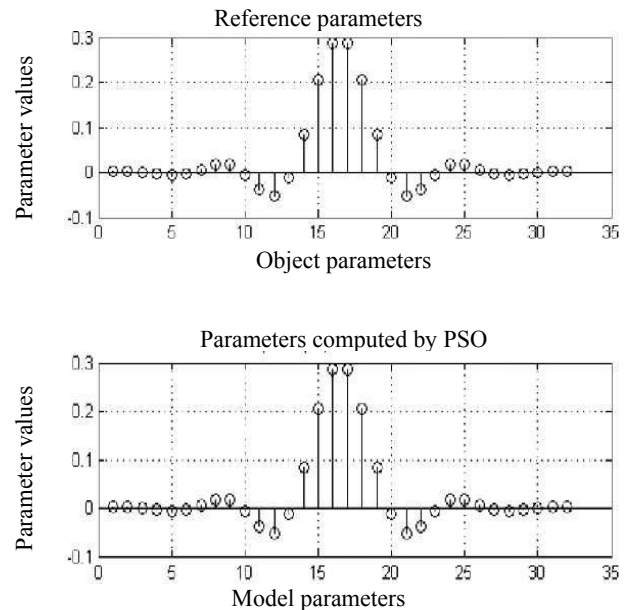 Reference parameters
0.3
0.2
0.1
0
-0.1
Parameter values
0 5 10 15 20 25 30 35
Object parameters
Parameters computed by PSO
0.3
0.2
0.1
0
-0.1
Parameter values
0 5 10 15 20 25 30 35
Model parameters